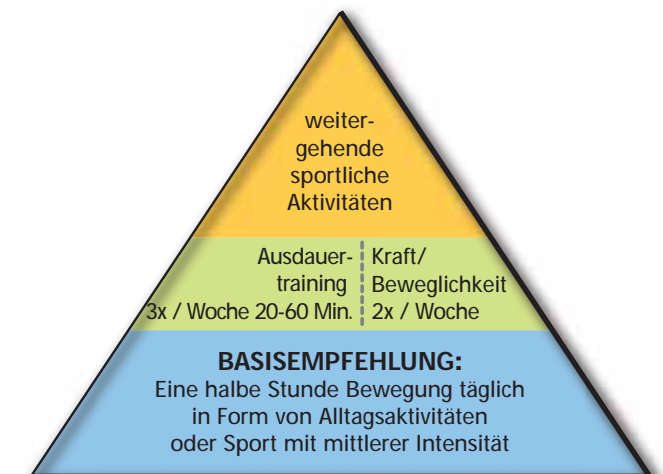 weiter-
gehende
sportliche
Aktivitäten
Ausdauer-
training
3x / Woche 20-60 Min.
Kraft/
Beweglichkeit
2x / Woche
BASISEMPFEHLUNG:
Eine halbe Stunde Bewegung täglich
in Form von Alltagsaktivitäten
oder Sport mit mittlerer Intensität